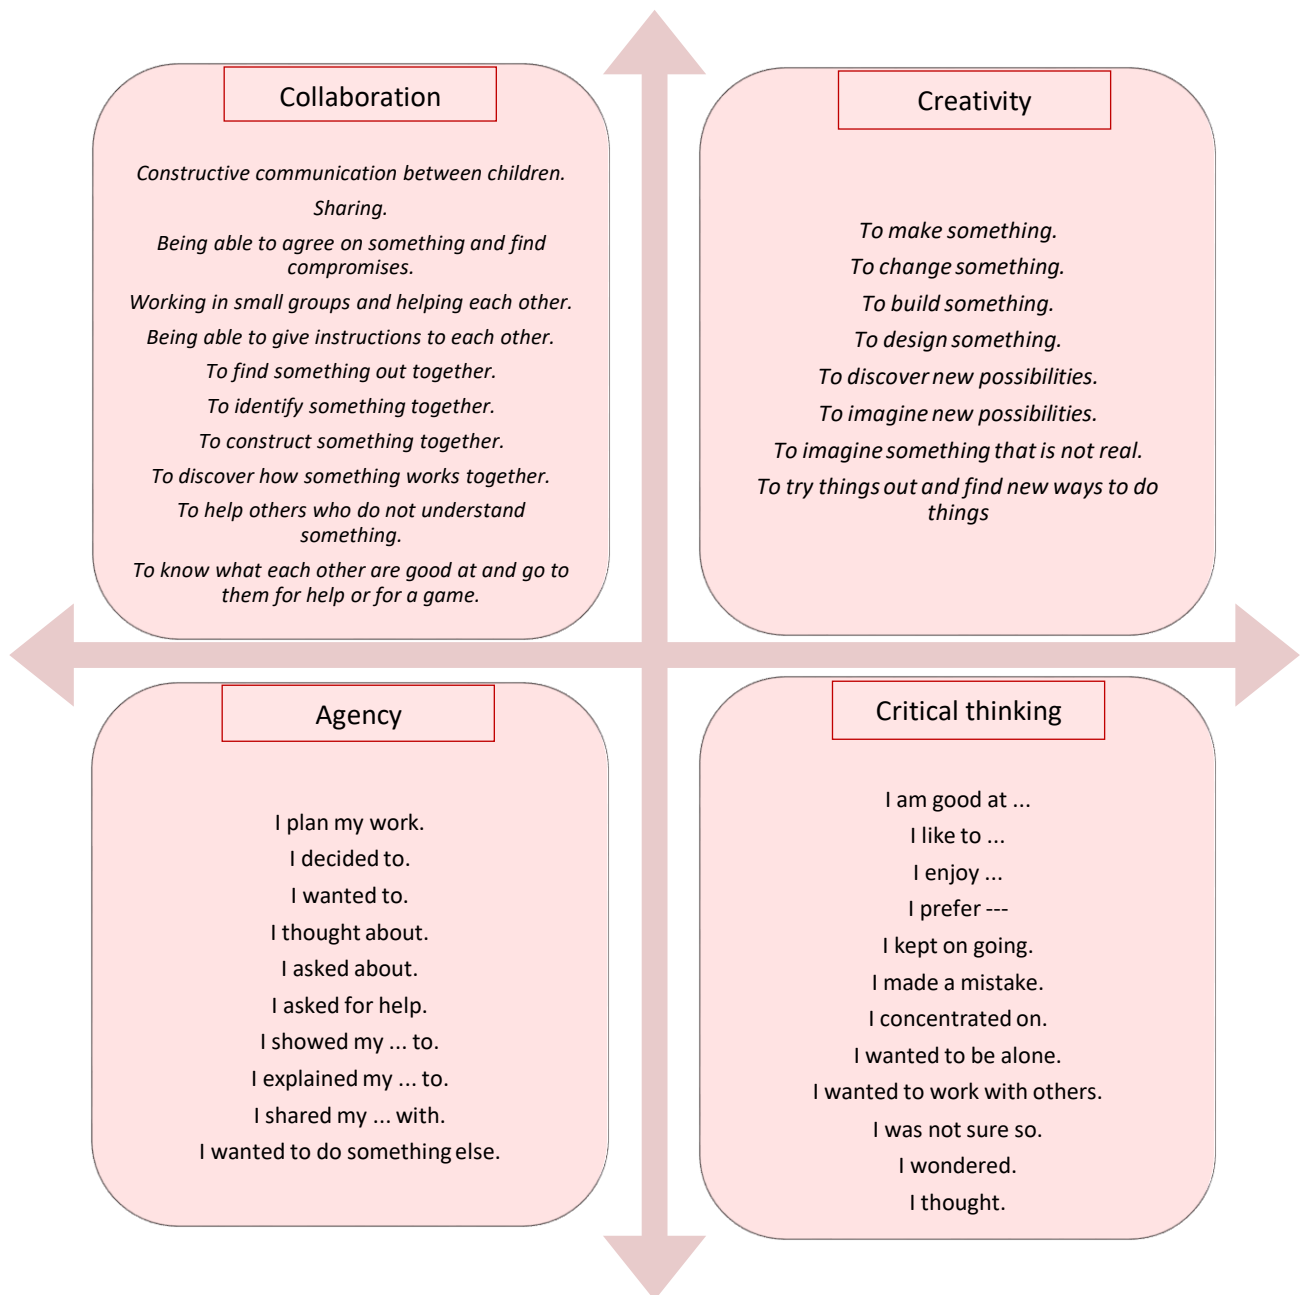 Collaboration
Constructive communication between children.
Sharing.
Being able to agree on something and find
compromises.
Working in small groups and helping each other.
Being able to give instructions to each other.
To find something out together.
To identify something together.
To construct something together.
To discover how something works together.
To help others who do not understand
something.
To know what each other are good at and go to
them for help or for a game.
Creativity
To make something.
To change something.
To build something.
To design something.
To discover new possibilities.
To imagine new possibilities.
To imagine something that is not real.
To try things out and find new ways to do
things
Agency
I plan my work.
I decided to.
I wanted to.
I thought about.
I asked about.
I asked for help.
I showed my ... to.
I explained my ... to.
I shared my ... with.
I wanted to do something else.
Critical thinking
I am good at ...
I like to ...
I enjoy ...
I prefer ---
I kept on going.
I made a mistake.
I concentrated on.
I wanted to be alone.
I wanted to work with others.
I was not sure so.
I wondered.
I thought.